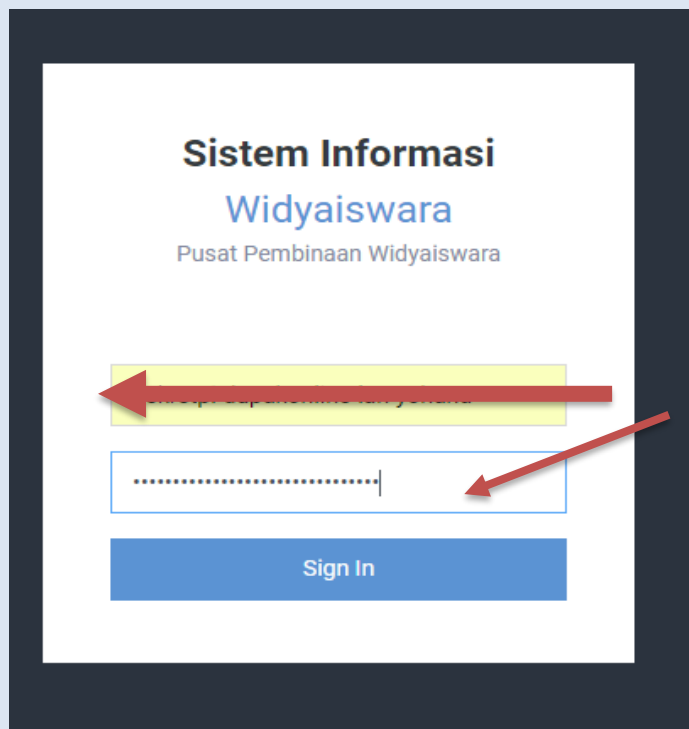 Sistem Informasi
Widyaiswara
Pusat Pembinaan Widyaiswara
•••••••••••••••••••••••••••••••
Sign In